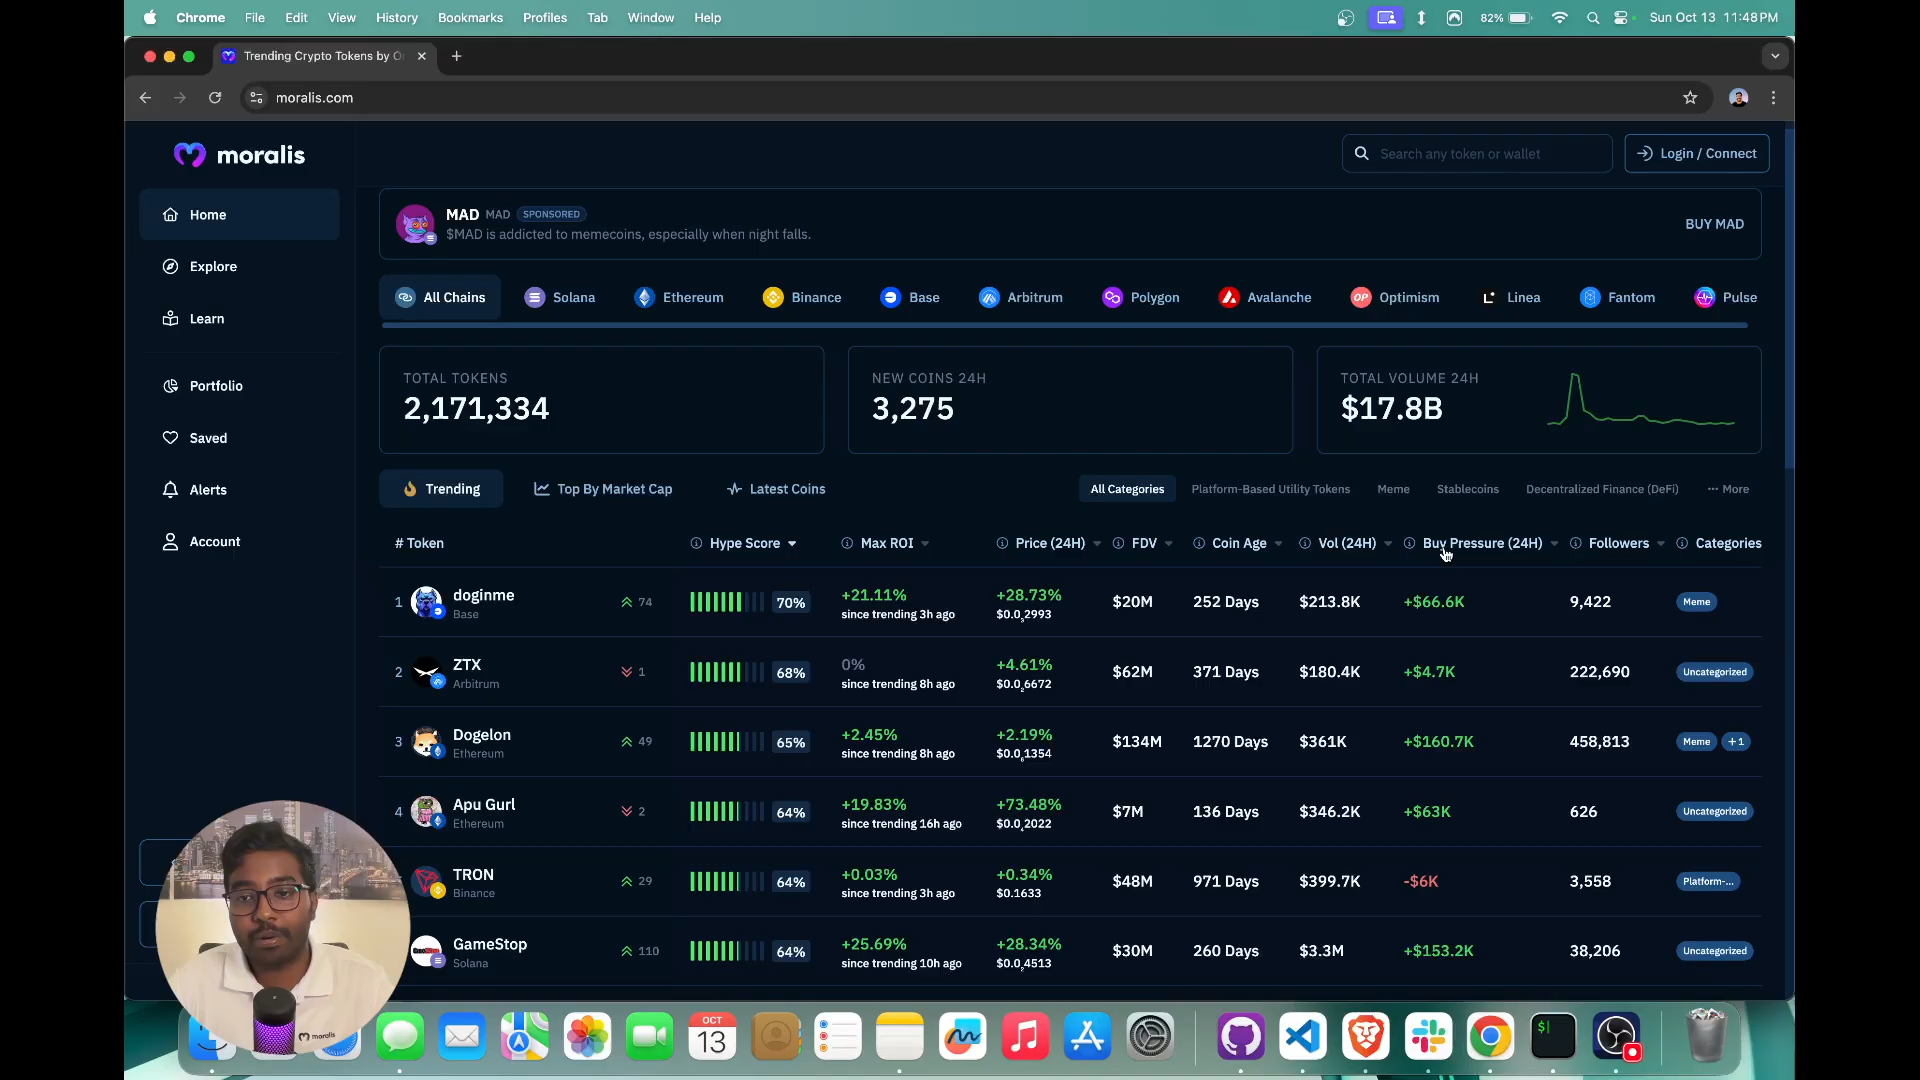 Chrome File Edit View History Bookmarks Profiles Tab Window Help 82% Sun Oct 13 11:48 PM
Trending Crypto Tokens by O
moralis.com
moralis
Search any token or wallet
Login / Connect
Home
Explore
Learn
Portfolio
Saved
Alerts
Account
MAD MAD SPONSORED
$MAD is addicted to memecoins, especially when night falls.
BUY MAD
All Chains Solana Ethereum Binance Base Arbitrum Polygon Avalanche OP Optimism Linea Fantom Pulse
TOTAL TOKENS
2,171,334
NEW COINS 24H
3,275
TOTAL VOLUME 24H
$17.8B
Trending Top By Market Cap Latest Coins All Categories Platform-Based Utility Tokens Meme Stablecoins Decentralized Finance (DeFi) ••• More
# Token Hype Score Max ROI Price (24H) FDV Coin Age Vol (24H) Buy Pressure (24H) Followers Categories
1 doginme 74 70% +21.11% +28.73% $20M 252 Days $213.8K +$66.6K 9,422 Meme
Base since trending 3h ago $0.0₂2993
2 ZTX 1 68% 0% +4.61% $62M 371 Days $180.4K +$4.7K 222,690 Uncategorized
Arbitrum since trending 8h ago
3 Dogelon 49 65% +2.45% +2.19% $134M 1270 Days $361K +$160.7K 458,813 Meme +1
Ethereum since trending 8h ago
4 Apu Gurl 2 64% +19.83% +73.48% $7M 136 Days $346.2K +$63K 626 Uncategorized
Ethereum since trending 16h ago
TRON 29 64% +0.03% +0.34% $48M 971 Days $399.7K -$6K 3,558 Platform-...
Binance since trending 3h ago $0.1633
GameStop 110 64% +25.69% +28.34% $30M 260 Days $3.3M +$153.2K 38,206 Uncategorized
Solana since trending 10h ago
moralis
OCT
13
$